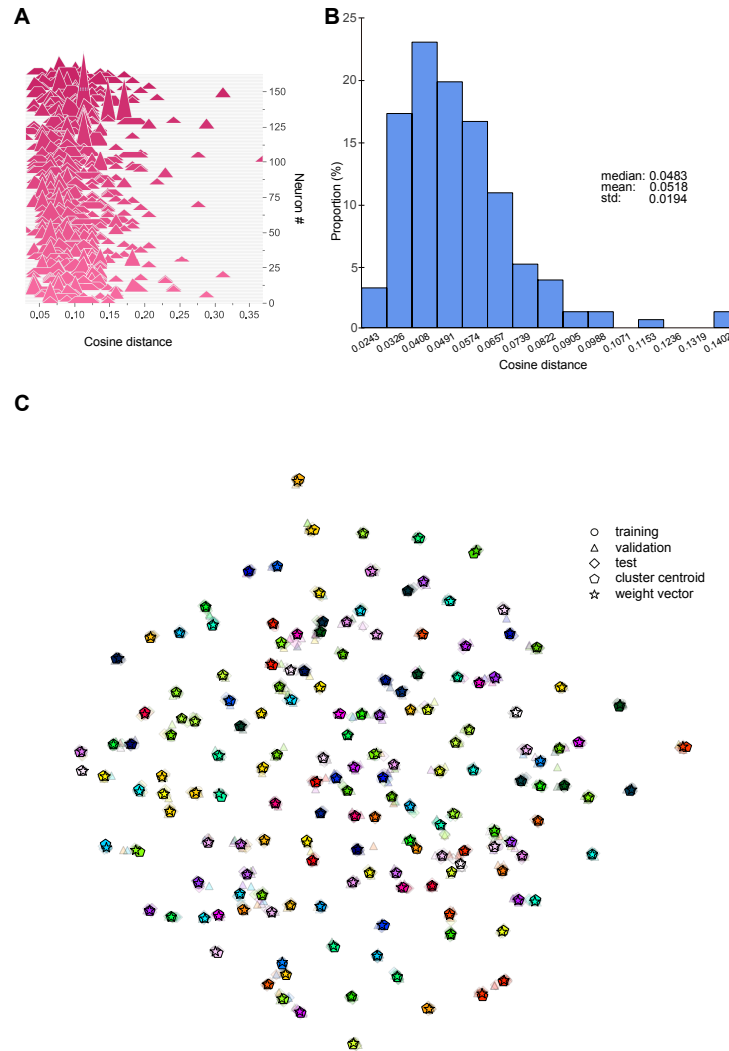 A
150
125
100
75
50
25
0
Neuron #
0.05 0.10 0.15 0.20 0.25 0.30 0.35
Cosine distance
B
25
20
15
10
5
0
Proportion (%)
median: 0.0483
mean: 0.0518
std: 0.0194
0.0243 0.0326 0.0408 0.0491 0.0574 0.0657 0.0739 0.0822 0.0905 0.0988 0.1071 0.1153 0.1236 0.1319 0.1402
Cosine distance
C
training
validation
test
cluster centroid
weight vector